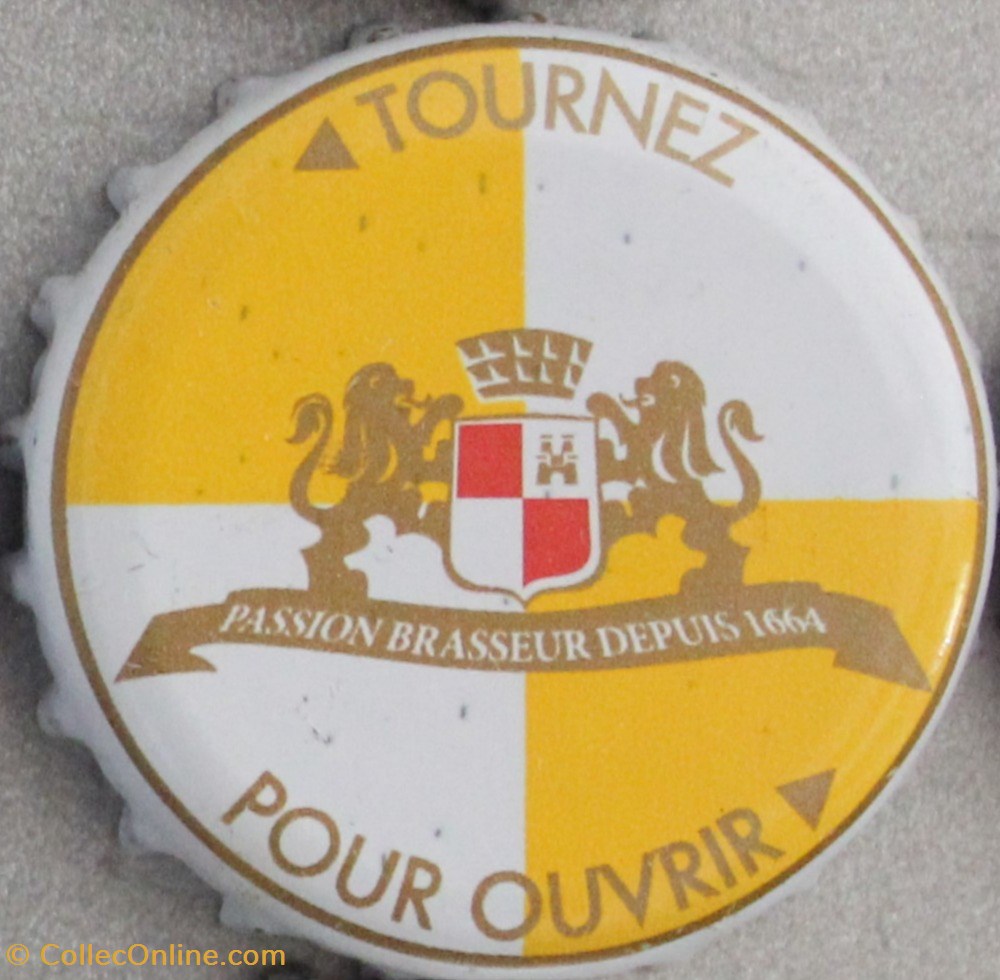 TOURNEZ
PASSION BRASSEUR DEPUIS 1664
POUR OUVRIR
© CollecOnline.com